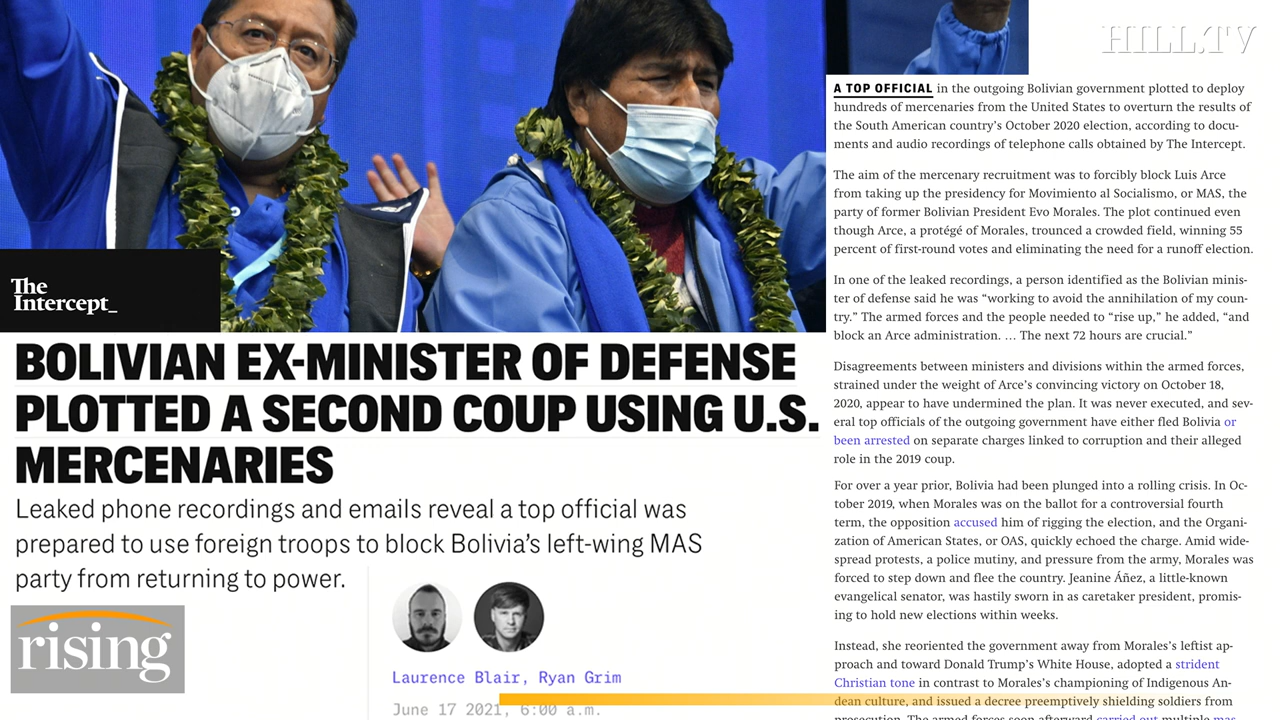 The
Intercept_
BOLIVIAN EX-MINISTER OF DEFENSE
PLOTTED A SECOND COUP USING U.S.
MERCENARIES
Leaked phone recordings and emails reveal a top official was
prepared to use foreign troops to block Bolivia's left-wing MAS
party from returning to power.
Laurence Blair, Ryan Grim
June 17 2021, 6:00 a.m.
rising
HILL.TV
A TOP OFFICIAL in the outgoing Bolivian government plotted to deploy
hundreds of mercenaries from the United States to overturn the results of
the South American country's October 2020 election, according to docu-
ments and audio recordings of telephone calls obtained by The Intercept.
The aim of the mercenary recruitment was to forcibly block Luis Arce
from taking up the presidency for Movimiento al Socialismo, or MAS, the
party of former Bolivian President Evo Morales. The plot continued even
though Arce, a protégé of Morales, trounced a crowded field, winning 55
percent of first-round votes and eliminating the need for a runoff election.
In one of the leaked recordings, a person identified as the Bolivian minis-
ter of defense said he was “working to avoid the annihilation of my coun-
try.” The armed forces and the people needed to “rise up,” he added, “and
block an Arce administration. … The next 72 hours are crucial.”
Disagreements between ministers and divisions within the armed forces,
strained under the weight of Arce's convincing victory on October 18,
2020, appear to have undermined the plan. It was never executed, and sev-
eral top officials of the outgoing government have either fled Bolivia or
been arrested on separate charges linked to corruption and their alleged
role in the 2019 coup.
For over a year prior, Bolivia had been plunged into a rolling crisis. In Oc-
tober 2019, when Morales was on the ballot for a controversial fourth
term, the opposition accused him of rigging the election, and the Organi-
zation of American States, or OAS, quickly echoed the charge. Amid wide-
spread protests, a police mutiny, and pressure from the army, Morales was
forced to step down and flee the country. Jeanine Áñez, a little-known
evangelical senator, was hastily sworn in as caretaker president, promis-
ing to hold new elections within weeks.
Instead, she reoriented the government away from Morales's leftist ap-
proach and toward Donald Trump's White House, adopted a strident
Christian tone in contrast to Morales's championing of Indigenous An-
dean culture, and issued a decree preemptively shielding soldiers from
prosecution. The armed forces soon afterward carried out multiple mas-